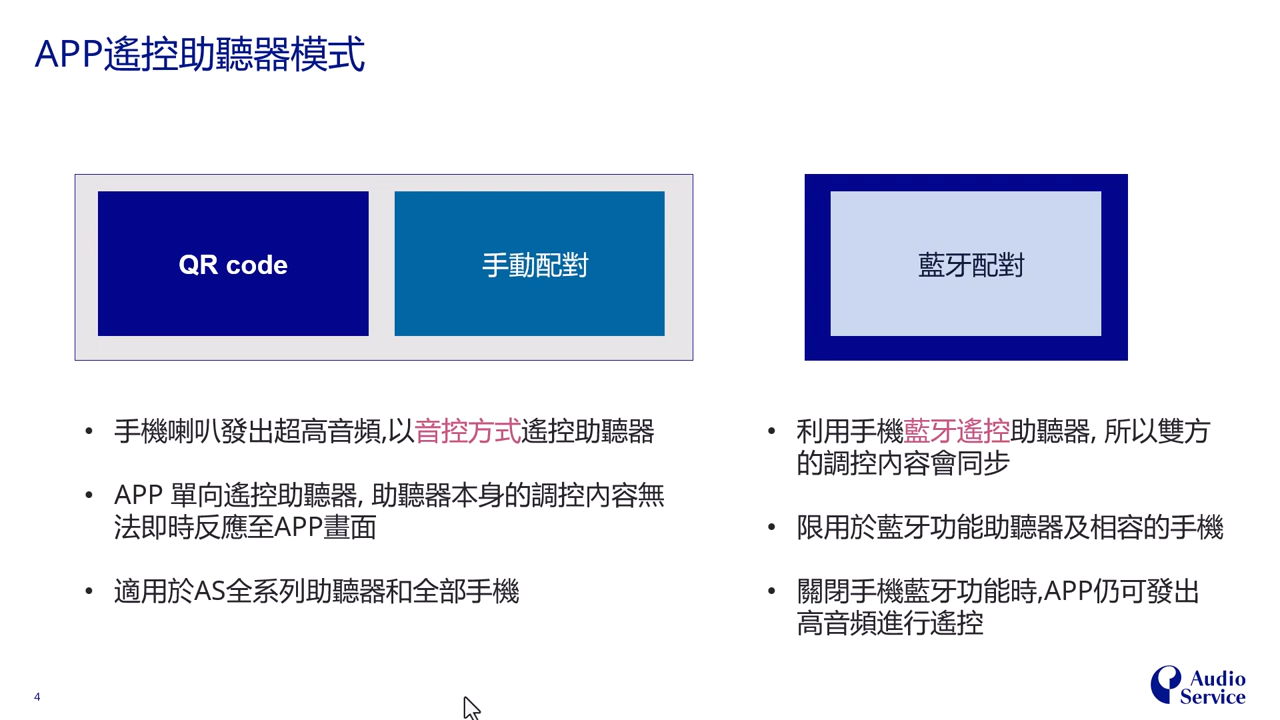 APP遙控助聽器模式
QR code
手動配對
藍牙配對
• 手機喇叭發出超高音頻,以音控方式遙控助聽器
• APP 單向遙控助聽器, 助聽器本身的調控內容無
法即時反應至APP畫面
• 適用於AS全系列助聽器和全部手機
• 利用手機藍牙遙控助聽器, 所以雙方
的調控內容會同步
• 限用於藍牙功能助聽器及相容的手機
• 關閉手機藍牙功能時,APP仍可發出
高音頻進行遙控
4
Audio
Service